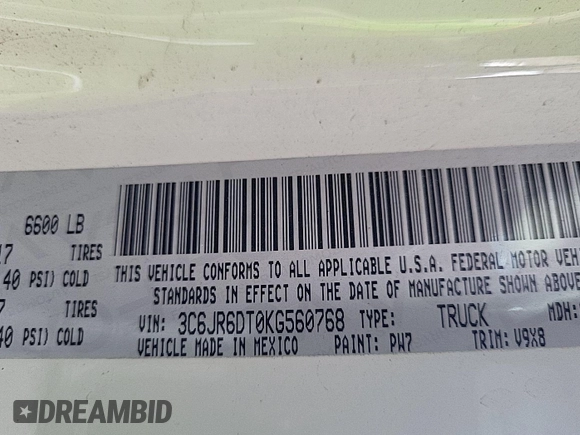 6600 LB
17 TIRES
40 PSI) COLD
7 TIRES
40 PSI) COLD
THIS VEHICLE CONFORMS TO ALL APPLICABLE U.S.A. FEDERAL MOTOR
STANDARDS IN EFFECT ON THE DATE OF MANUFACTURE SHOWN ABOVE
VIN: 3C6JR6DT0KG560768 TYPE: TRUCK MDH:
VEHICLE MADE IN MEXICO PAINT: PW7 TRIM: V9X8
DREAMBID